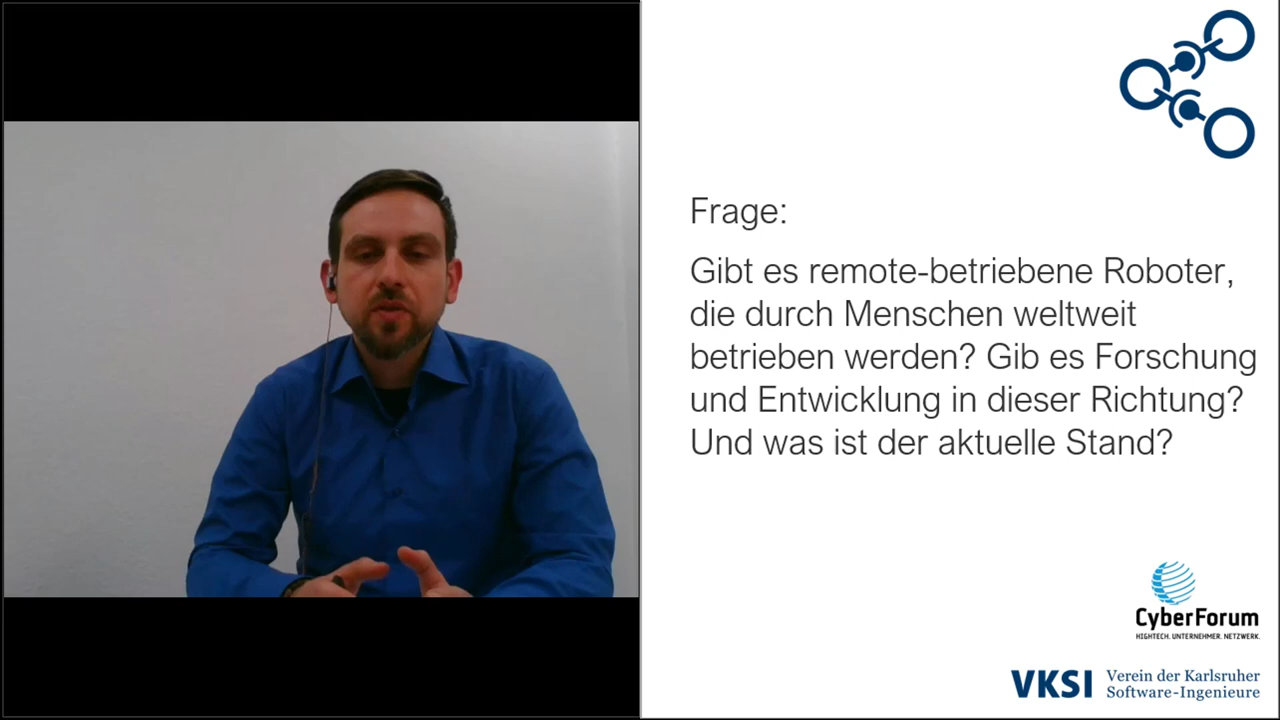 Frage:
Gibt es remote-betriebene Roboter,
die durch Menschen weltweit
betrieben werden? Gib es Forschung
und Entwicklung in dieser Richtung?
Und was ist der aktuelle Stand?
CyberForum
HIGHTECH. UNTERNEHMER. NETZWERK.
VKSI Verein der Karlsruher
Software-Ingenieure